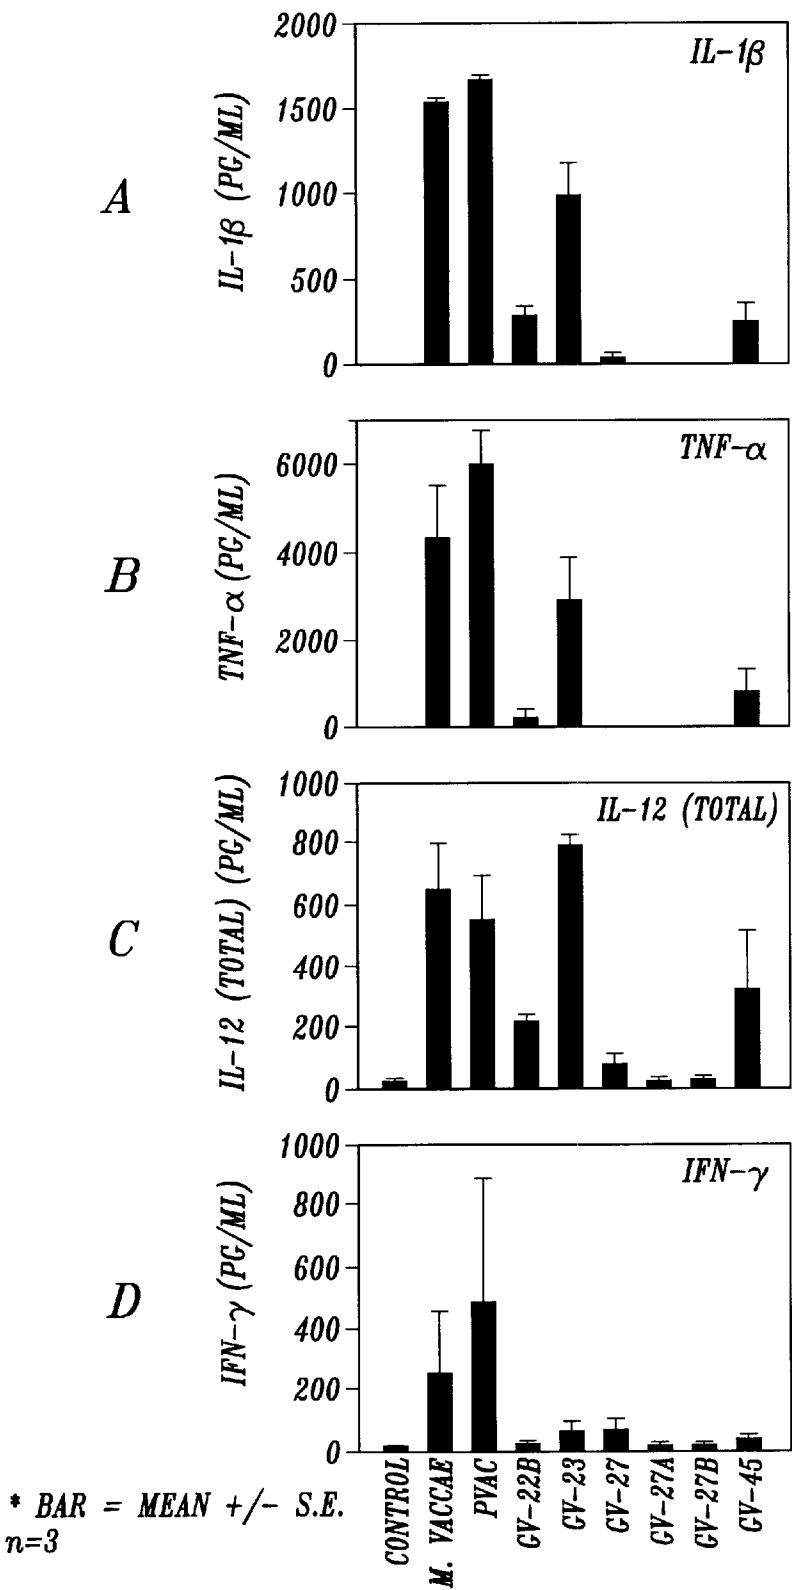 A
IL-1β (PG/ML)
2000
1500
1000
500
0
IL-1β
B
TNF-α (PG/ML)
6000
4000
2000
0
TNF-α
C
IL-12 (TOTAL) (PG/ML)
1000
800
600
400
200
0
IL-12 (TOTAL)
D
IFN-γ (PG/ML)
1000
800
600
400
200
0
IFN-γ
CONTROL
M. VACCAE
PVAC
GV-22B
GV-23
GV-27
GV-27A
GV-27B
GV-45
* BAR = MEAN +/- S.E.
n=3